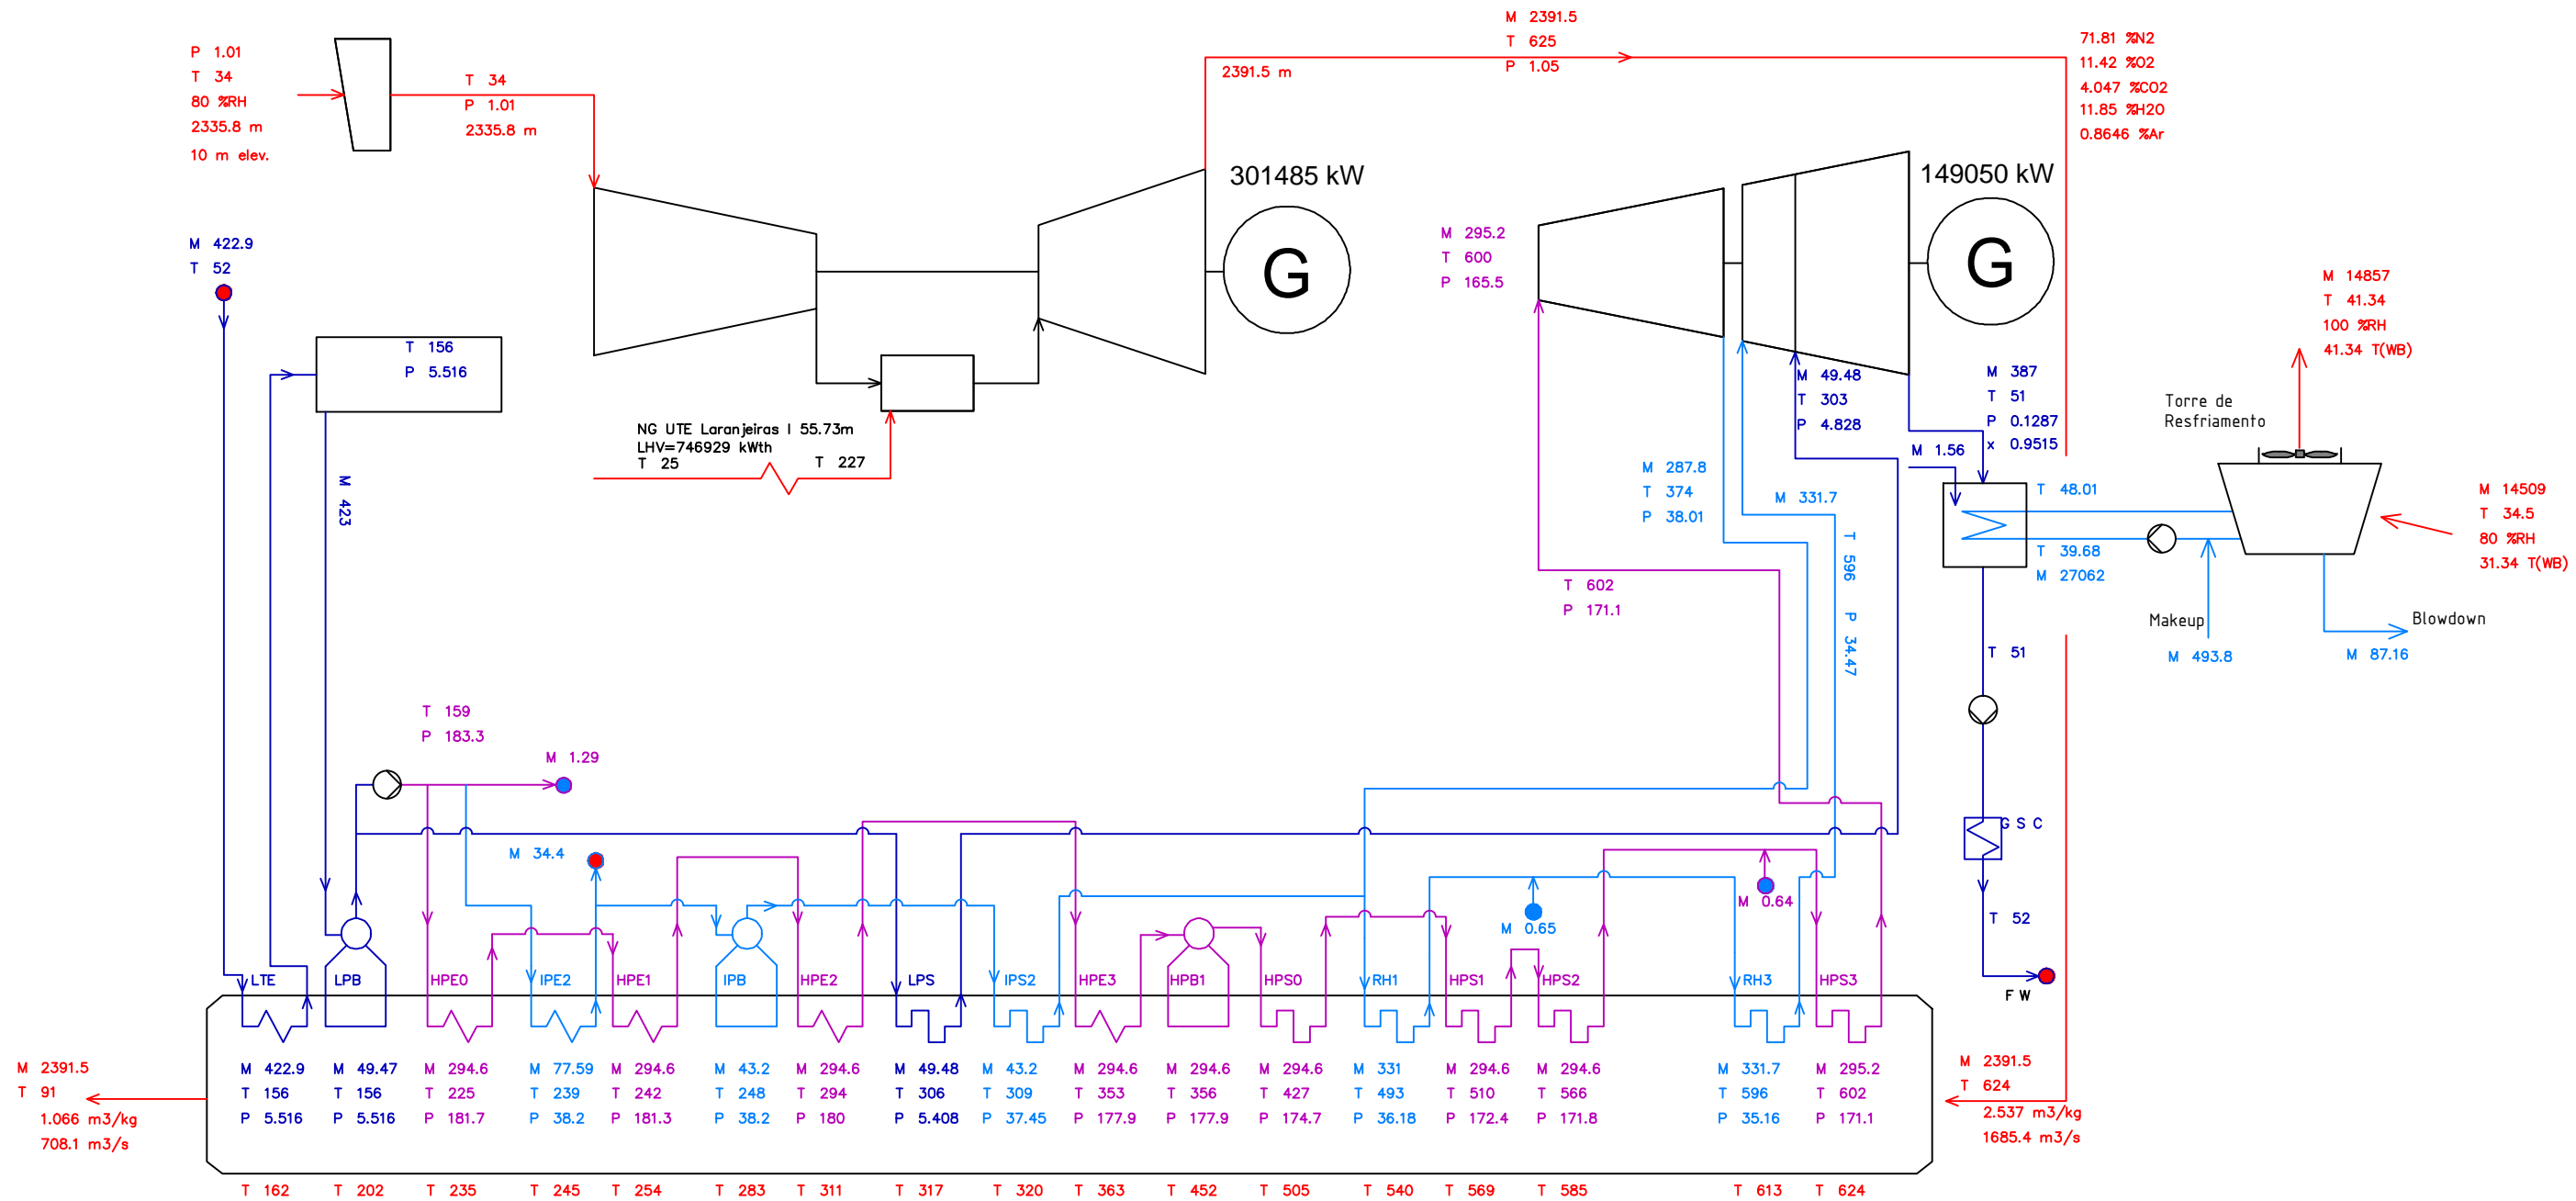 P 1.01
T 34
80 %RH
2335.8 m
10 m elev.
T 34
P 1.01
2335.8 m
M 2391.5
T 625
P 1.05
2391.5 m
71.81 %N2
11.42 %O2
4.047 %CO2
11.85 %H2O
0.8646 %Ar
301485 kW
G
149050 kW
G
M 422.9
T 52
T 156
P 5.516
M 423
NG UTE Laranjeiras I 55.73m
LHV=746929 kWth
T 25
T 227
M 295.2
T 600
P 165.5
M 49.48
T 303
P 4.828
M 387
T 51
P 0.1287
x 0.9515
M 1.56
M 287.8
T 374
P 38.01
M 331.7
T 596 P 34.47
T 602
P 171.1
T 48.01
T 39.68
M 27062
Torre de
Resfriamento
M 14857
T 41.34
100 %RH
41.34 T(WB)
M 14509
T 34.5
80 %RH
31.34 T(WB)
Makeup
M 493.8
Blowdown
M 87.16
T 51
G S C
T 52
F W
T 159
P 183.3
M 1.29
M 34.4
M 0.65
M 0.64
LTE
LPB
HPE0
IPE2
HPE1
IPB
HPE2
LPS
IPS2
HPE3
HPB1
HPS0
RH1
HPS1
HPS2
RH3
HPS3
M 2391.5
T 91
1.066 m3/kg
708.1 m3/s
M 422.9
T 156
P 5.516
M 49.47
T 156
P 5.516
M 294.6
T 225
P 181.7
M 77.59
T 239
P 38.2
M 294.6
T 242
P 181.3
M 43.2
T 248
P 38.2
M 294.6
T 294
P 180
M 49.48
T 306
P 5.408
M 43.2
T 309
P 37.45
M 294.6
T 353
P 177.9
M 294.6
T 356
P 177.9
M 294.6
T 427
P 174.7
M 331
T 493
P 36.18
M 294.6
T 510
P 172.4
M 294.6
T 566
P 171.8
M 331.7
T 596
P 35.16
M 295.2
T 602
P 171.1
M 2391.5
T 624
2.537 m3/kg
1685.4 m3/s
T 162
T 202
T 235
T 245
T 254
T 283
T 311
T 317
T 320
T 363
T 452
T 505
T 540
T 569
T 585
T 613
T 624